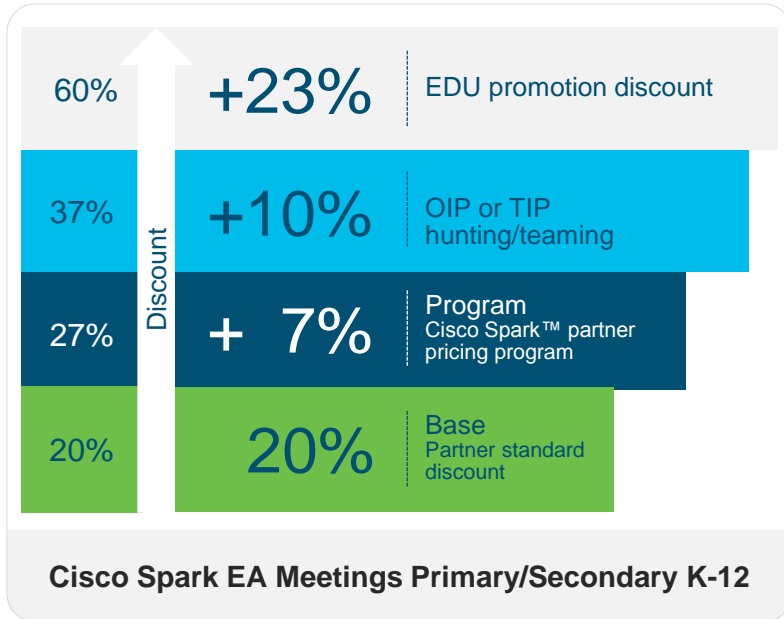 60%
+23%
EDU promotion discount
37%
+10%
OIP or TIP
hunting/teaming
Discount
27%
+ 7%
Program
Cisco Spark™ partner
pricing program
20%
20%
Base
Partner standard
discount
Cisco Spark EA Meetings Primary/Secondary K-12